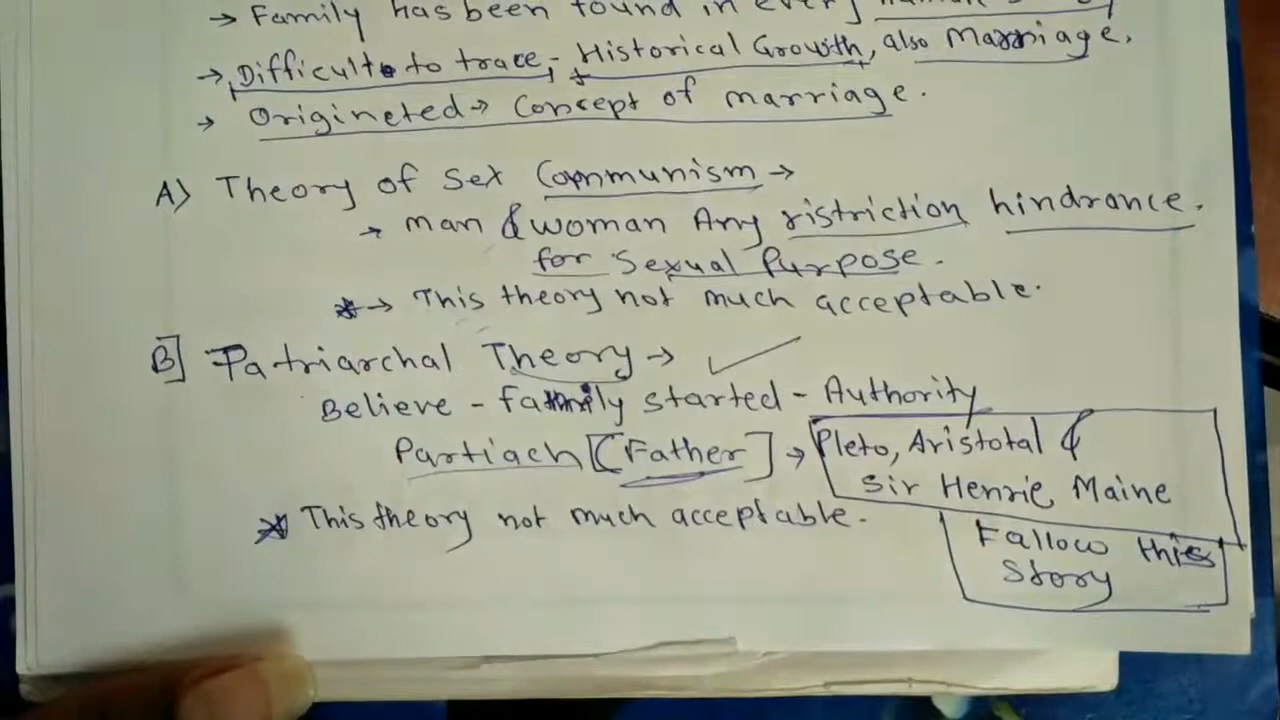 → Family has been found in every human
→ Difficult to trace - Historical Growth, also Marriage.
→ Origineted → Concept of marriage.
A) Theory of Sex Communism →
→ man & woman Any ristriction hindrance.
for Sexual Purpose.
* → This theory not much acceptable.
B] Patriarchal Theory → ✓
Believe - family started - Authority
Partiach [Father] → Pleto, Aristotal &
Sir Henrie Maine
* This theory not much acceptable.
Fallow this
Story